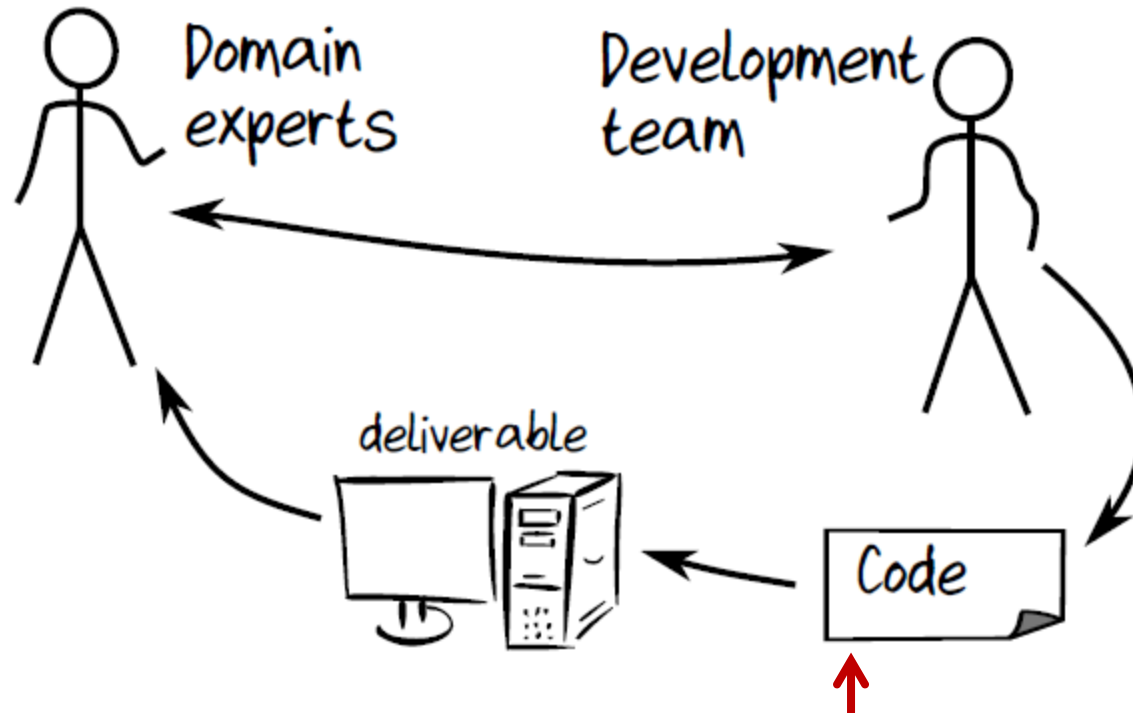 Domain
experts
Development
team
deliverable
Code